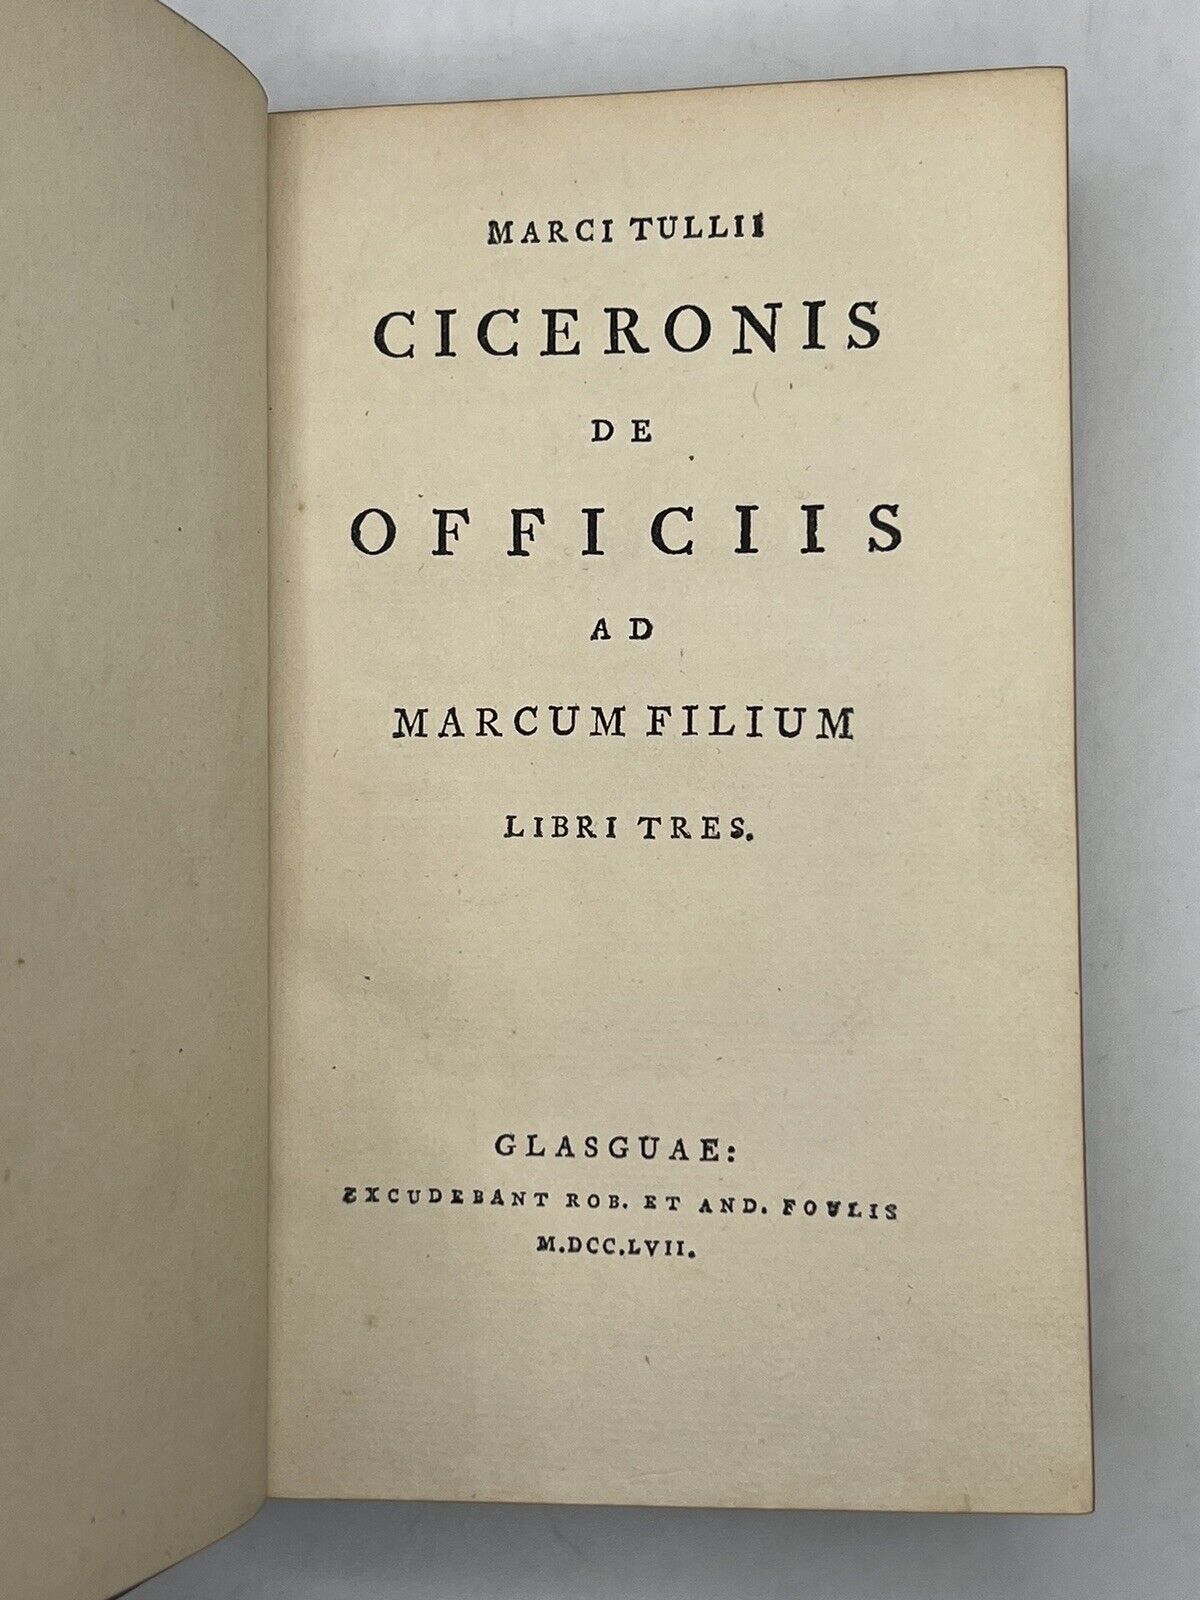 MARCI TULLII
CICERONIS
DE
OFFICIIS
AD
MARCUM FILIUM
LIBRI TRES.
GLASGUAE:
EXCUDEBANT ROB. ET AND. FOULIS
M.DCC.LVII.